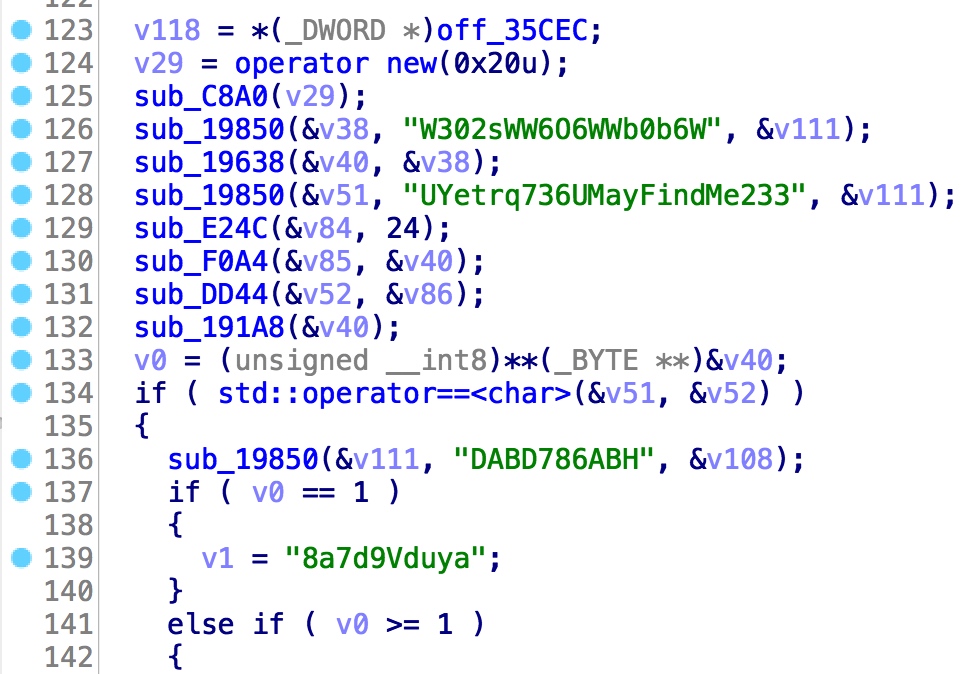 123 v118 = *(_DWORD *)off_35CEC;
124 v29 = operator new(0x20u);
125 sub_C8A0(v29);
126 sub_19850(&v38, "W302sWW6O6WWb0b6W", &v111);
127 sub_19638(&v40, &v38);
128 sub_19850(&v51, "UYetrq736UMayFindMe233", &v111);
129 sub_E24C(&v84, 24);
130 sub_F0A4(&v85, &v40);
131 sub_DD44(&v52, &v86);
132 sub_191A8(&v40);
133 v0 = (unsigned __int8)**(_BYTE **)&v40;
134 if ( std::operator==<char>(&v51, &v52) )
135 {
136 sub_19850(&v111, "DABD786ABH", &v108);
137 if ( v0 == 1 )
138 {
139 v1 = "8a7d9Vduya";
140 }
141 else if ( v0 >= 1 )
142 {